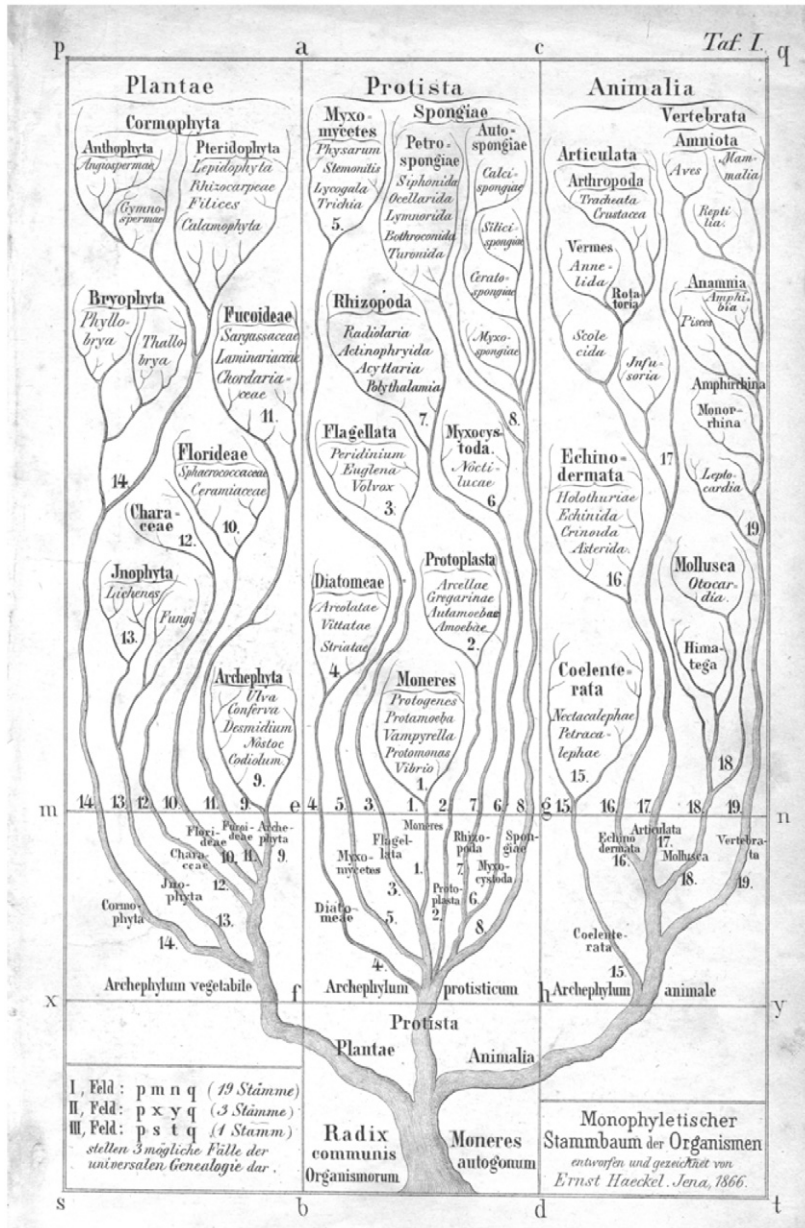 p
a
c
Taf. I.
q
Plantae
Protista
Animalia
Cormophyta
Anthophyta
Angiospermae
Gymno-
spermae
Pteridophyta
Lepidophyta
Rhizocarpeae
Filices
Calamophyta
Bryophyta
Phyllo-
brya
Thallo-
brya
Fucoideae
Sargassaceae
Laminariaceae
Chordaria-
ceae
11.
14.
Florideae
Sphaerococcaceae
Ceramiaceae
10.
Chara-
ceae
12.
Jnophyta
Lichenes
Fungi
13.
Archephyta
Ulva
Conferva
Desmidium
Nostoc
Codiolum.
9.
Myxo-
mycetes
Physarum
Stemonitis
Lycogala
Trichia
5.
Spongiae
Petro-
spongiae
Siphonida
Ocellarida
Lymnorida
Bothroconida
Turonida
Auto-
spongiae
Calci-
spongiae
Silici-
spongiae
Cerato-
spongiae
Myxo-
spongiae
8.
Rhizopoda
Radiolaria
Actinophryida
Acyttaria
Polythalamia
7.
Flagellata
Peridinium
Euglena
Volvox
3.
Myxocys-
toda.
Nocti-
lucae
6
Diatomeae
Areolatae
Vittatae
Striatae
4.
Protoplasta
Arcellae
Gregarinae
Autamoebae
Amoebae
2.
Moneres
Protogenes
Protamoeba
Vampyrella
Protomonas
Vibrio
1.
Vertebrata
Amniota
Aves
Mam-
malia
Repti
lia.
Articulata
Arthropoda
Tracheata
Crustacea
Vermes
Anne-
lida
Rota-
toria
Scole
cida
Jnfu-
soria
17
Anamnia
Amphi-
bia
Pisces
Amphirrhina
Monor-
rhina
Lepto-
cardia
19
Echino-
dermata
Holothuriae
Echinida
Crinoida
Asterida.
16
Mollusca
Otocar-
dia.
Hima-
tega
18
Coelente-
rata
Nectacalephae
Petraca-
lephae
15.
m
14.
13.
12
10.
11.
9.
e
4.
5.
3.
1.
2
7
6
8.
g
15.
16.
17.
18.
19.
n
Flori-
deae
10.
Fucoi-
deae
11.
Arche-
phyta
9.
Chara-
ceae
12.
Jno-
phyta
13.
Cormo-
phyta
14.
Moneres
1.
Flagel-
lata
3.
Myxo-
mycetes
5.
Diato-
meae
4.
Proto-
plasta
2.
Rhizo-
poda
7.
Myxo-
cystoda
6.
Spon-
giae
8.
Echino
dermata
16.
Articulata
17.
Mollusca
18.
Vertebra-
ta
19.
Coelente-
rata
15.
Archephylum vegetabile
f
Archephylum protisticum
h
Archephylum animale
x
y
Protista
Plantae
Animalia
I, Feld: p m n q (19 Stämme)
II, Feld: p x y q (3 Stämme)
III, Feld: p s t q (1 Stamm)
stellen 3 mögliche Fälle der
universalen Genealogie dar.
Radix
communis
Organismorum
Moneres
autogonum
Monophyletischer
Stammbaum der Organismen
entworfen und gezeichnet von
Ernst Haeckel. Jena, 1866.
s
b
d
t